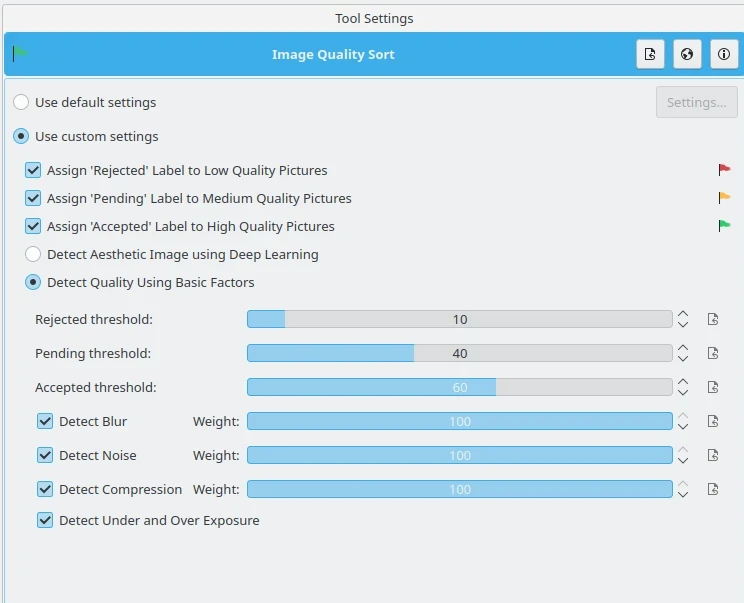 Tool Settings
Image Quality Sort
Use default settings Settings...
Use custom settings
Assign 'Rejected' Label to Low Quality Pictures
Assign 'Pending' Label to Medium Quality Pictures
Assign 'Accepted' Label to High Quality Pictures
Detect Aesthetic Image using Deep Learning
Detect Quality Using Basic Factors
Rejected threshold: 10
Pending threshold: 40
Accepted threshold: 60
Detect Blur Weight: 100
Detect Noise Weight: 100
Detect Compression Weight: 100
Detect Under and Over Exposure